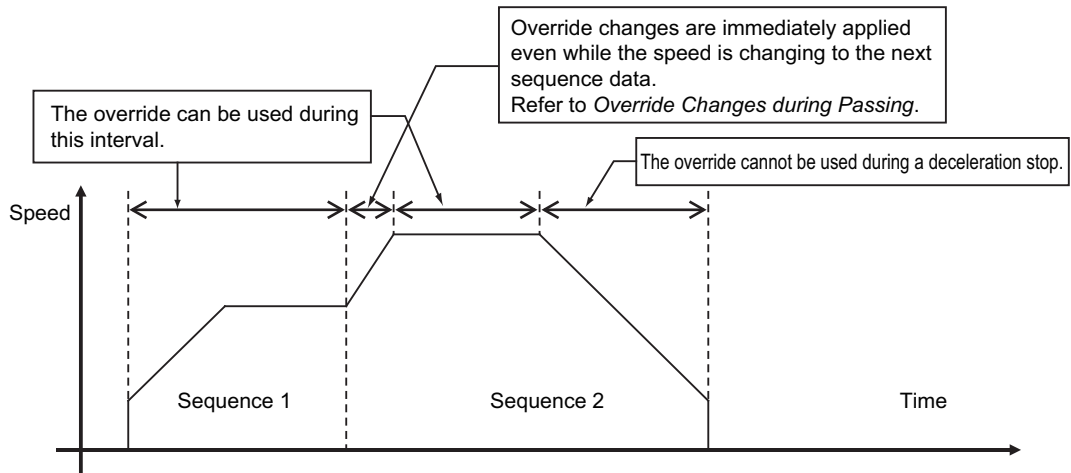 Override changes are immediately applied
even while the speed is changing to the next
sequence data.
Refer to Override Changes during Passing.
The override can be used during
this interval.
The override cannot be used during a deceleration stop.
Speed
Sequence 1
Sequence 2
Time